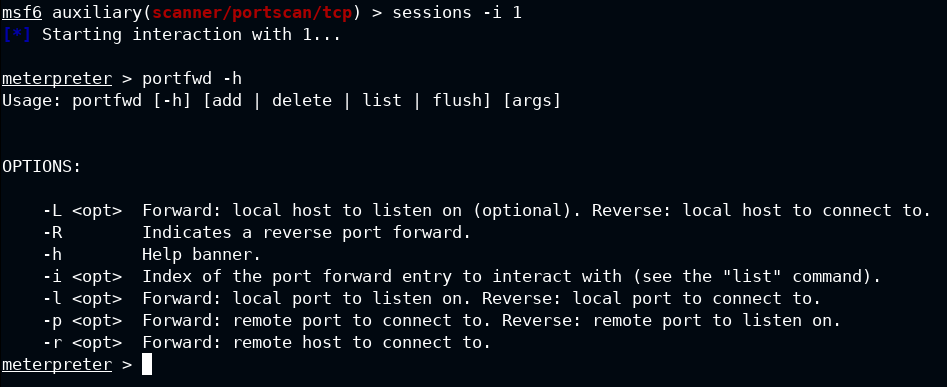 msf6 auxiliary(scanner/portscan/tcp) > sessions -i 1
[*] Starting interaction with 1...
meterpreter > portfwd -h
Usage: portfwd [-h] [add | delete | list | flush] [args]
OPTIONS:
-L <opt>  Forward: local host to listen on (optional). Reverse: local host to connect to.
-R        Indicates a reverse port forward.
-h        Help banner.
-i <opt>  Index of the port forward entry to interact with (see the "list" command).
-l <opt>  Forward: local port to listen on. Reverse: local port to connect to.
-p <opt>  Forward: remote port to connect to. Reverse: remote port to listen on.
-r <opt>  Forward: remote host to connect to.
meterpreter >